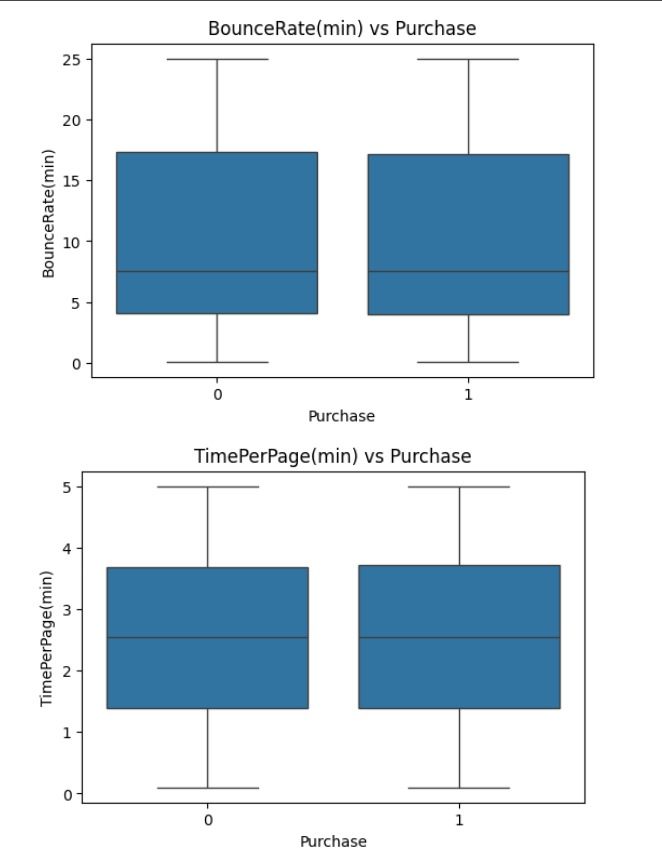 BounceRate(min) vs Purchase
25
20
15
10
5
0
BounceRate(min)
0 1
Purchase
TimePerPage(min) vs Purchase
5
4
3
2
1
0
TimePerPage(min)
0 1
Purchase